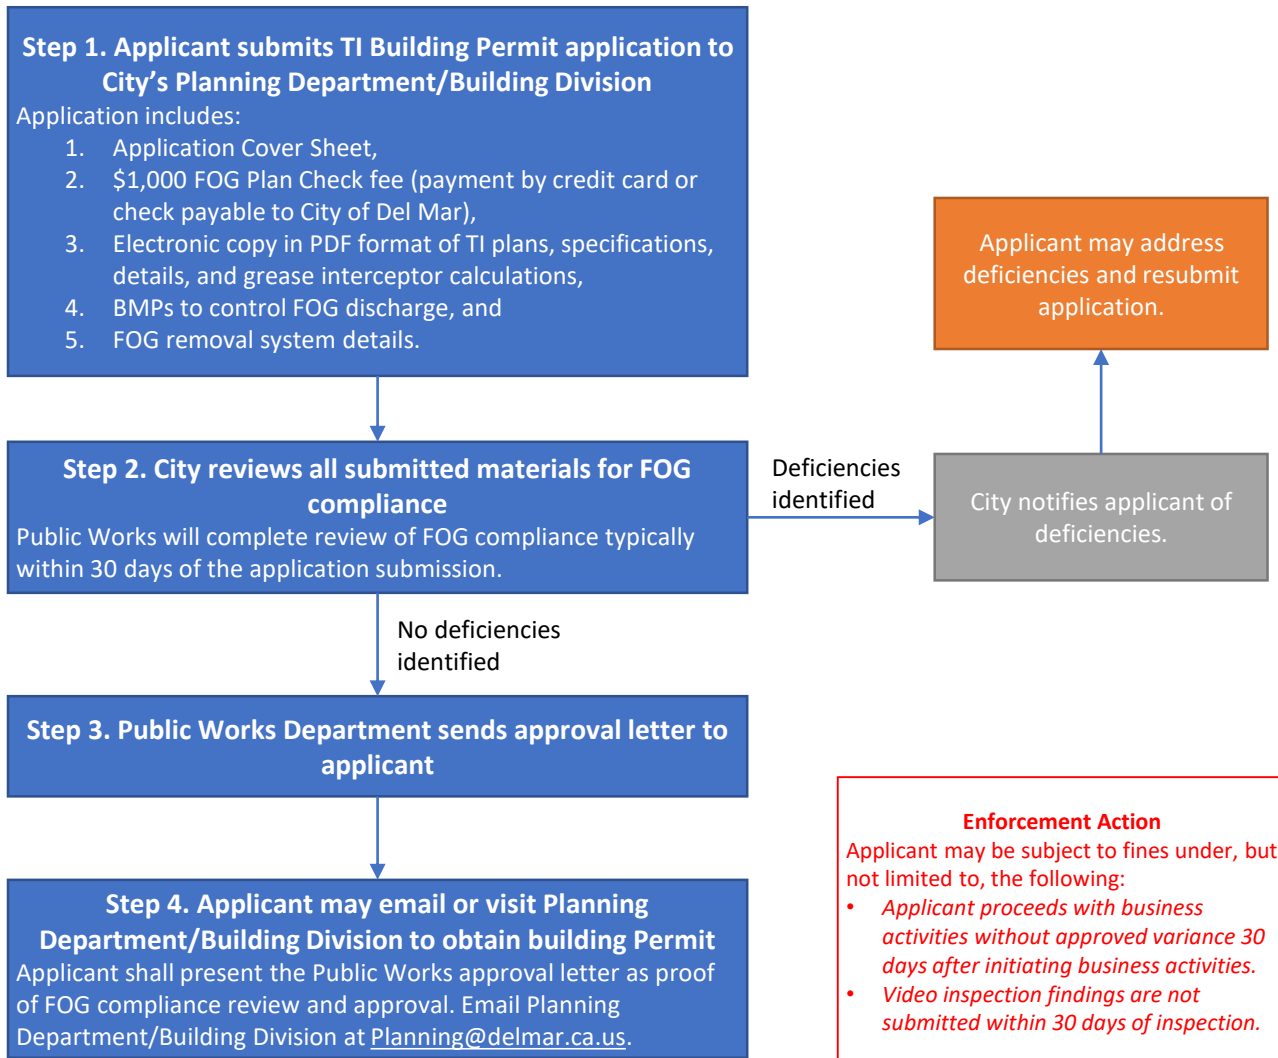 Step 1. Applicant submits TI Building Permit application to
City’s Planning Department/Building Division
Application includes:
1. Application Cover Sheet,
2. $1,000 FOG Plan Check fee (payment by credit card or
check payable to City of Del Mar),
3. Electronic copy in PDF format of TI plans, specifications,
details, and grease interceptor calculations,
4. BMPs to control FOG discharge, and
5. FOG removal system details.
Applicant may address
deficiencies and resubmit
application.
Step 2. City reviews all submitted materials for FOG
compliance
Public Works will complete review of FOG compliance typically
within 30 days of the application submission.
Deficiencies
identified
City notifies applicant of
deficiencies.
No deficiencies
identified
Step 3. Public Works Department sends approval letter to
applicant
Step 4. Applicant may email or visit Planning
Department/Building Division to obtain building Permit
Applicant shall present the Public Works approval letter as proof
of FOG compliance review and approval. Email Planning
Department/Building Division at Planning@delmar.ca.us.
Enforcement Action
Applicant may be subject to fines under, but
not limited to, the following:
• Applicant proceeds with business
activities without approved variance 30
days after initiating business activities.
• Video inspection findings are not
submitted within 30 days of inspection.